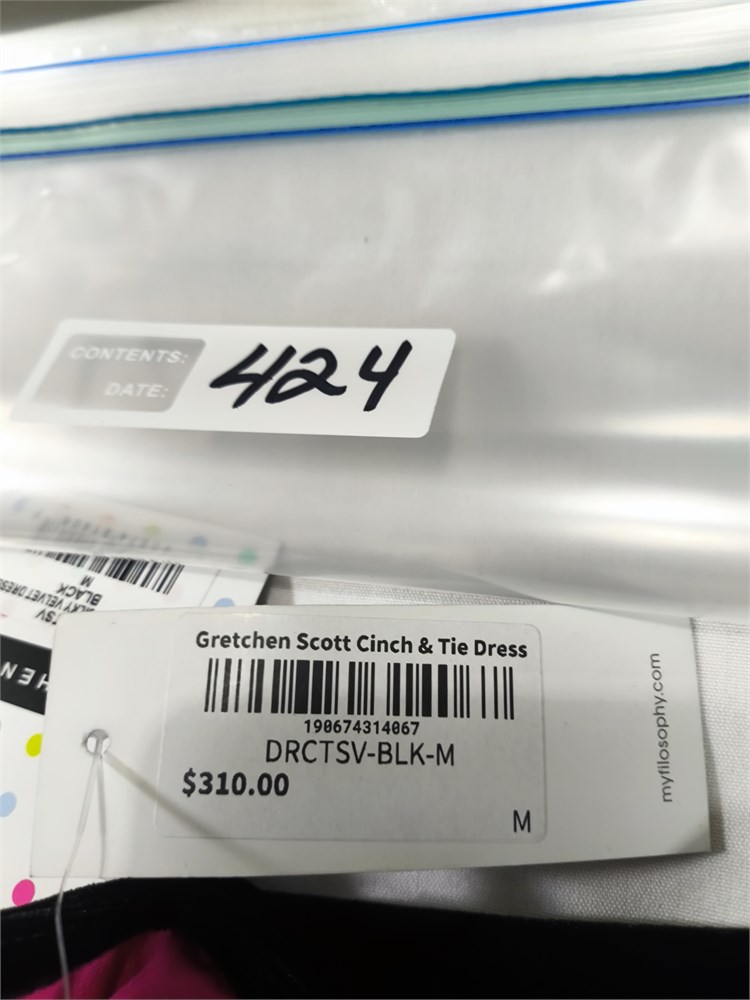 CONTENTS:
DATE:
424
BLACK
M
Gretchen Scott Cinch & Tie Dress
190674314067
DRCTSV-BLK-M
$310.00
M
myfilosophy.com